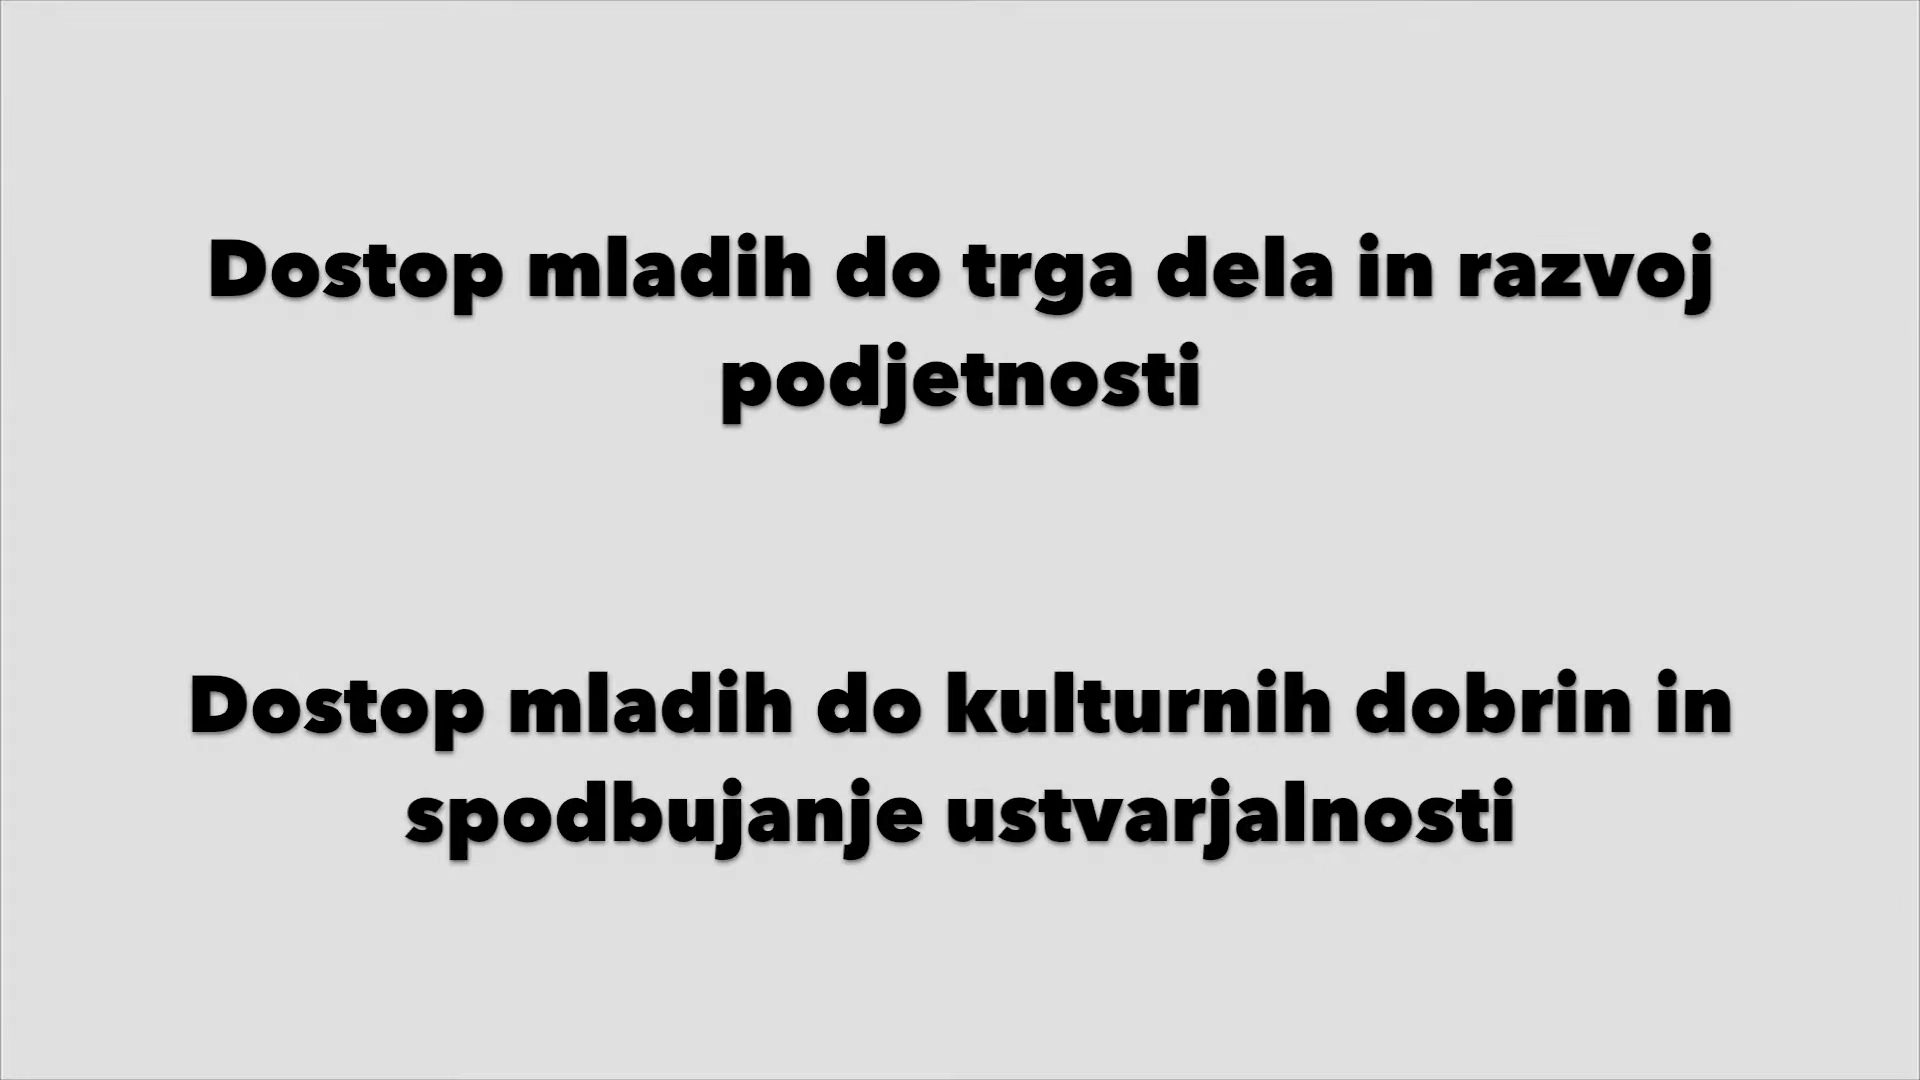 Dostop mladih do trga dela in razvoj
podjetnosti
Dostop mladih do kulturnih dobrin in
spodbujanje ustvarjalnosti